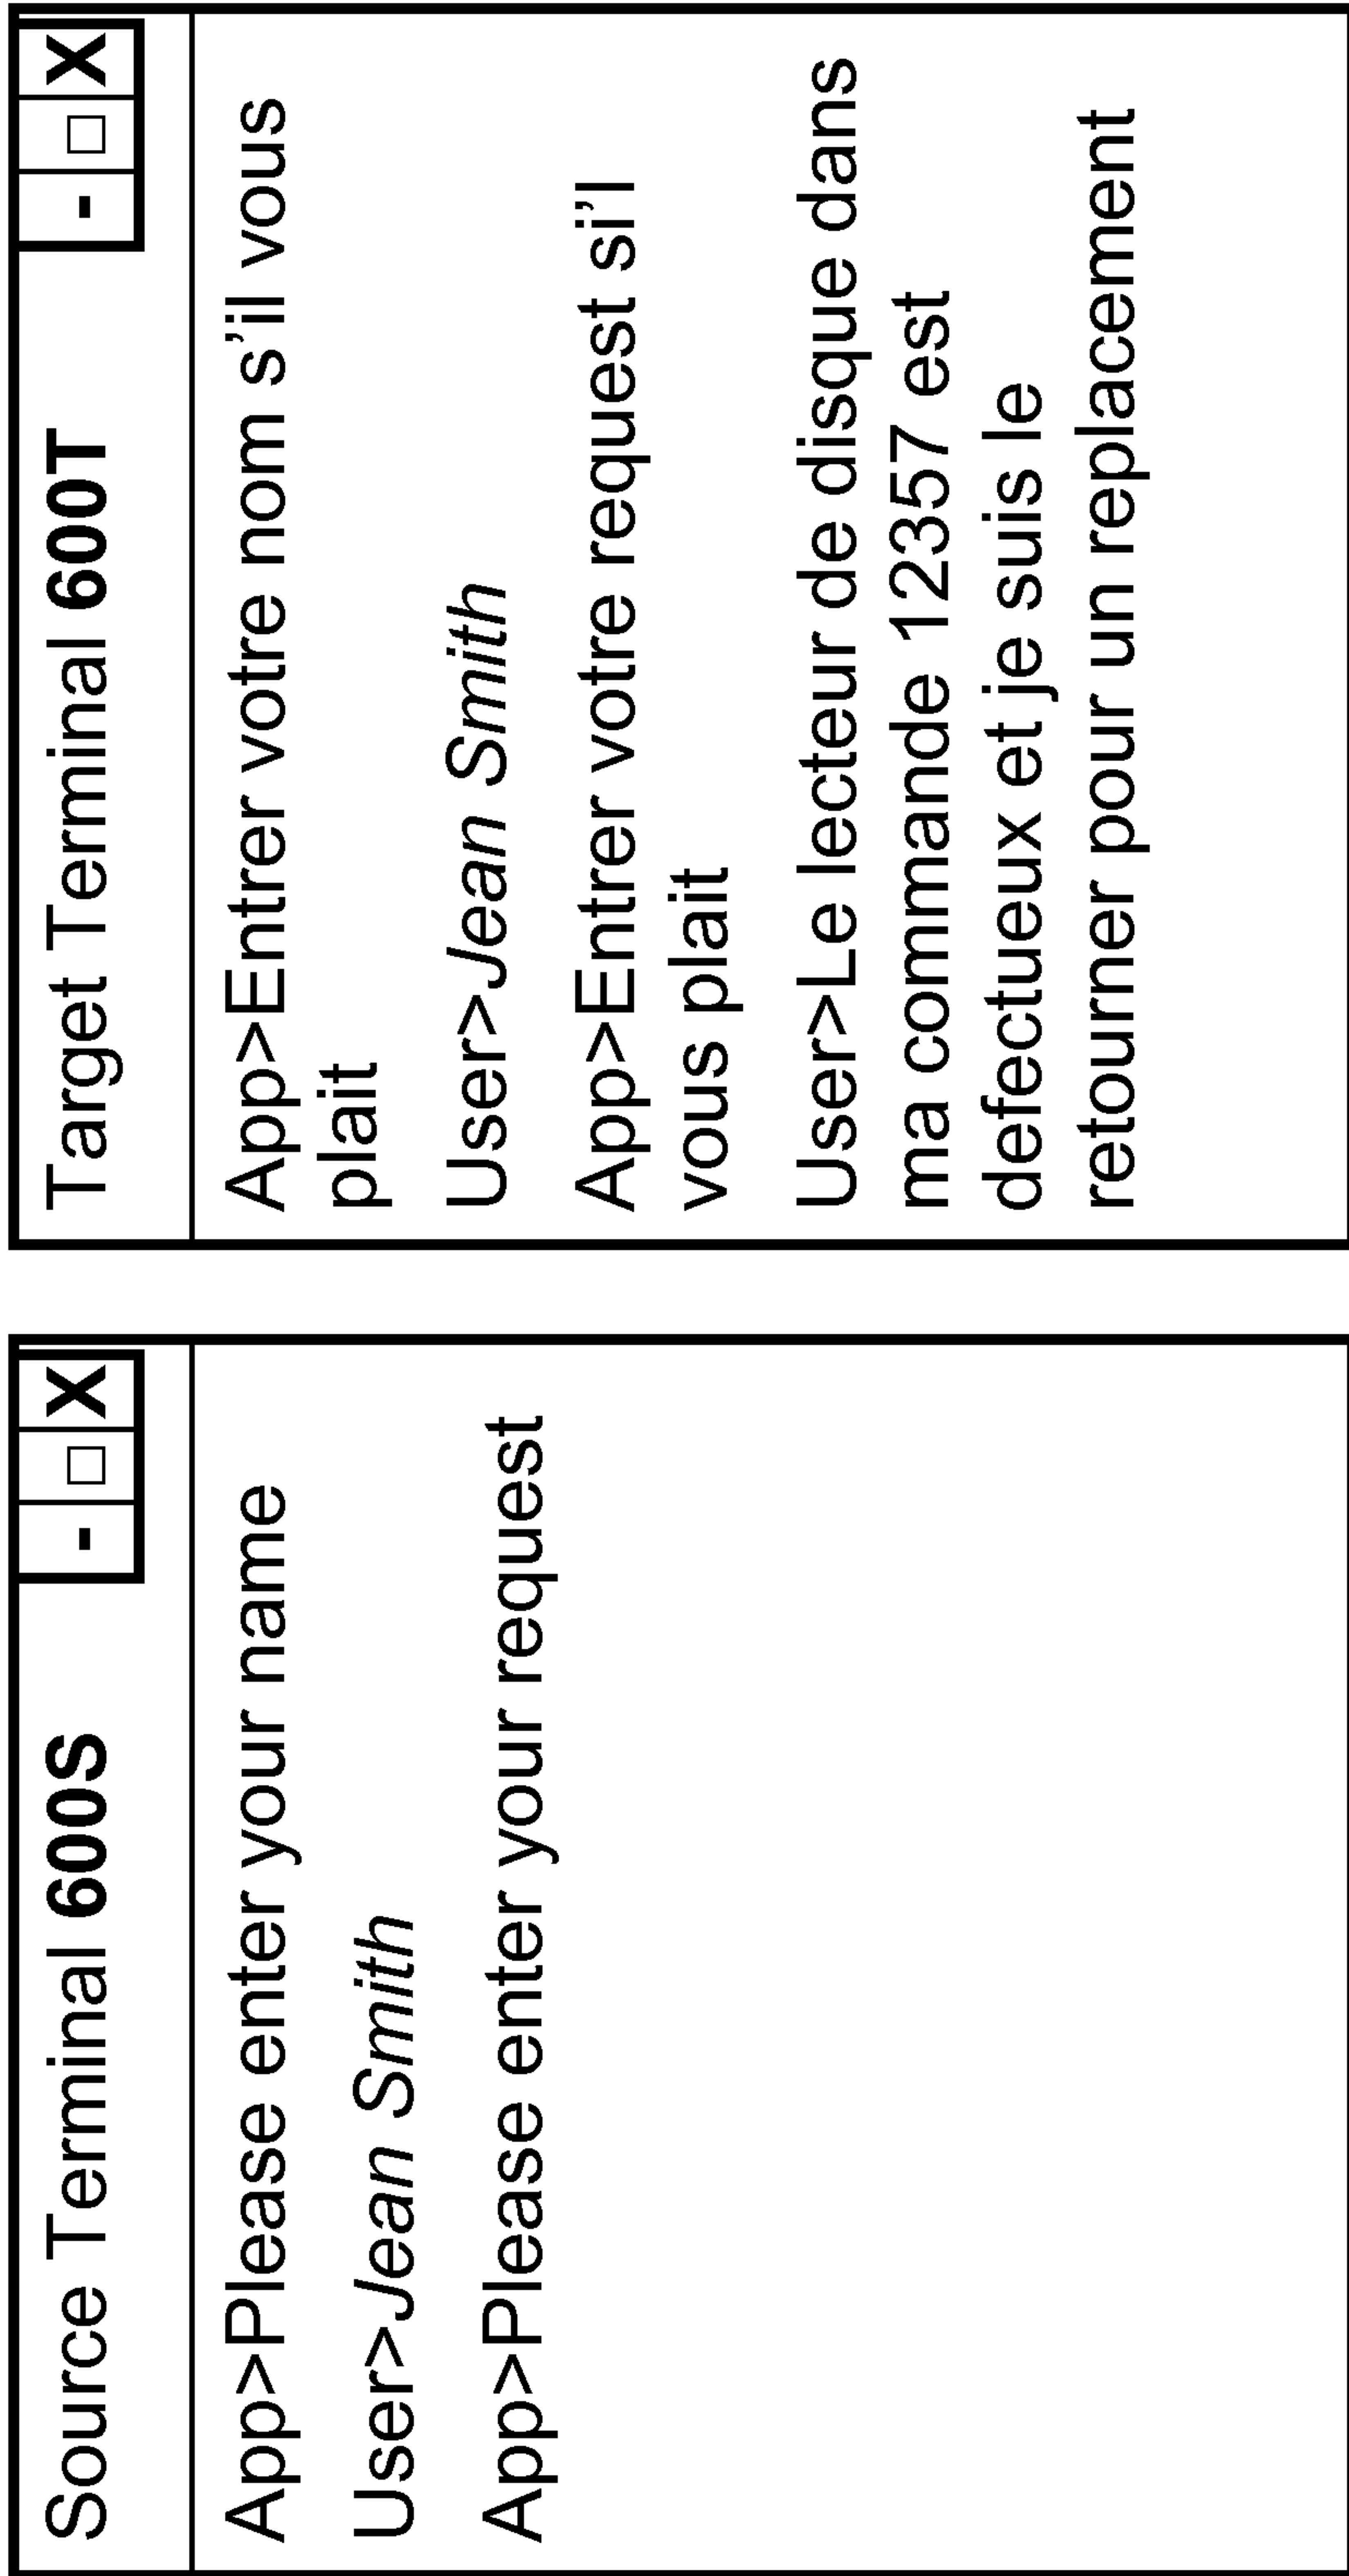 Source Terminal 600S
- □ X
App>Please enter your name
User>Jean Smith
App>Please enter your request
Target Terminal 600T
- □ X
App>Entrer votre nom s’il vous
plait
User>Jean Smith
App>Entrer votre request si’l
vous plait
User>Le lecteur de disque dans
ma commande 12357 est
defectueux et je suis le
retourner pour un replacement